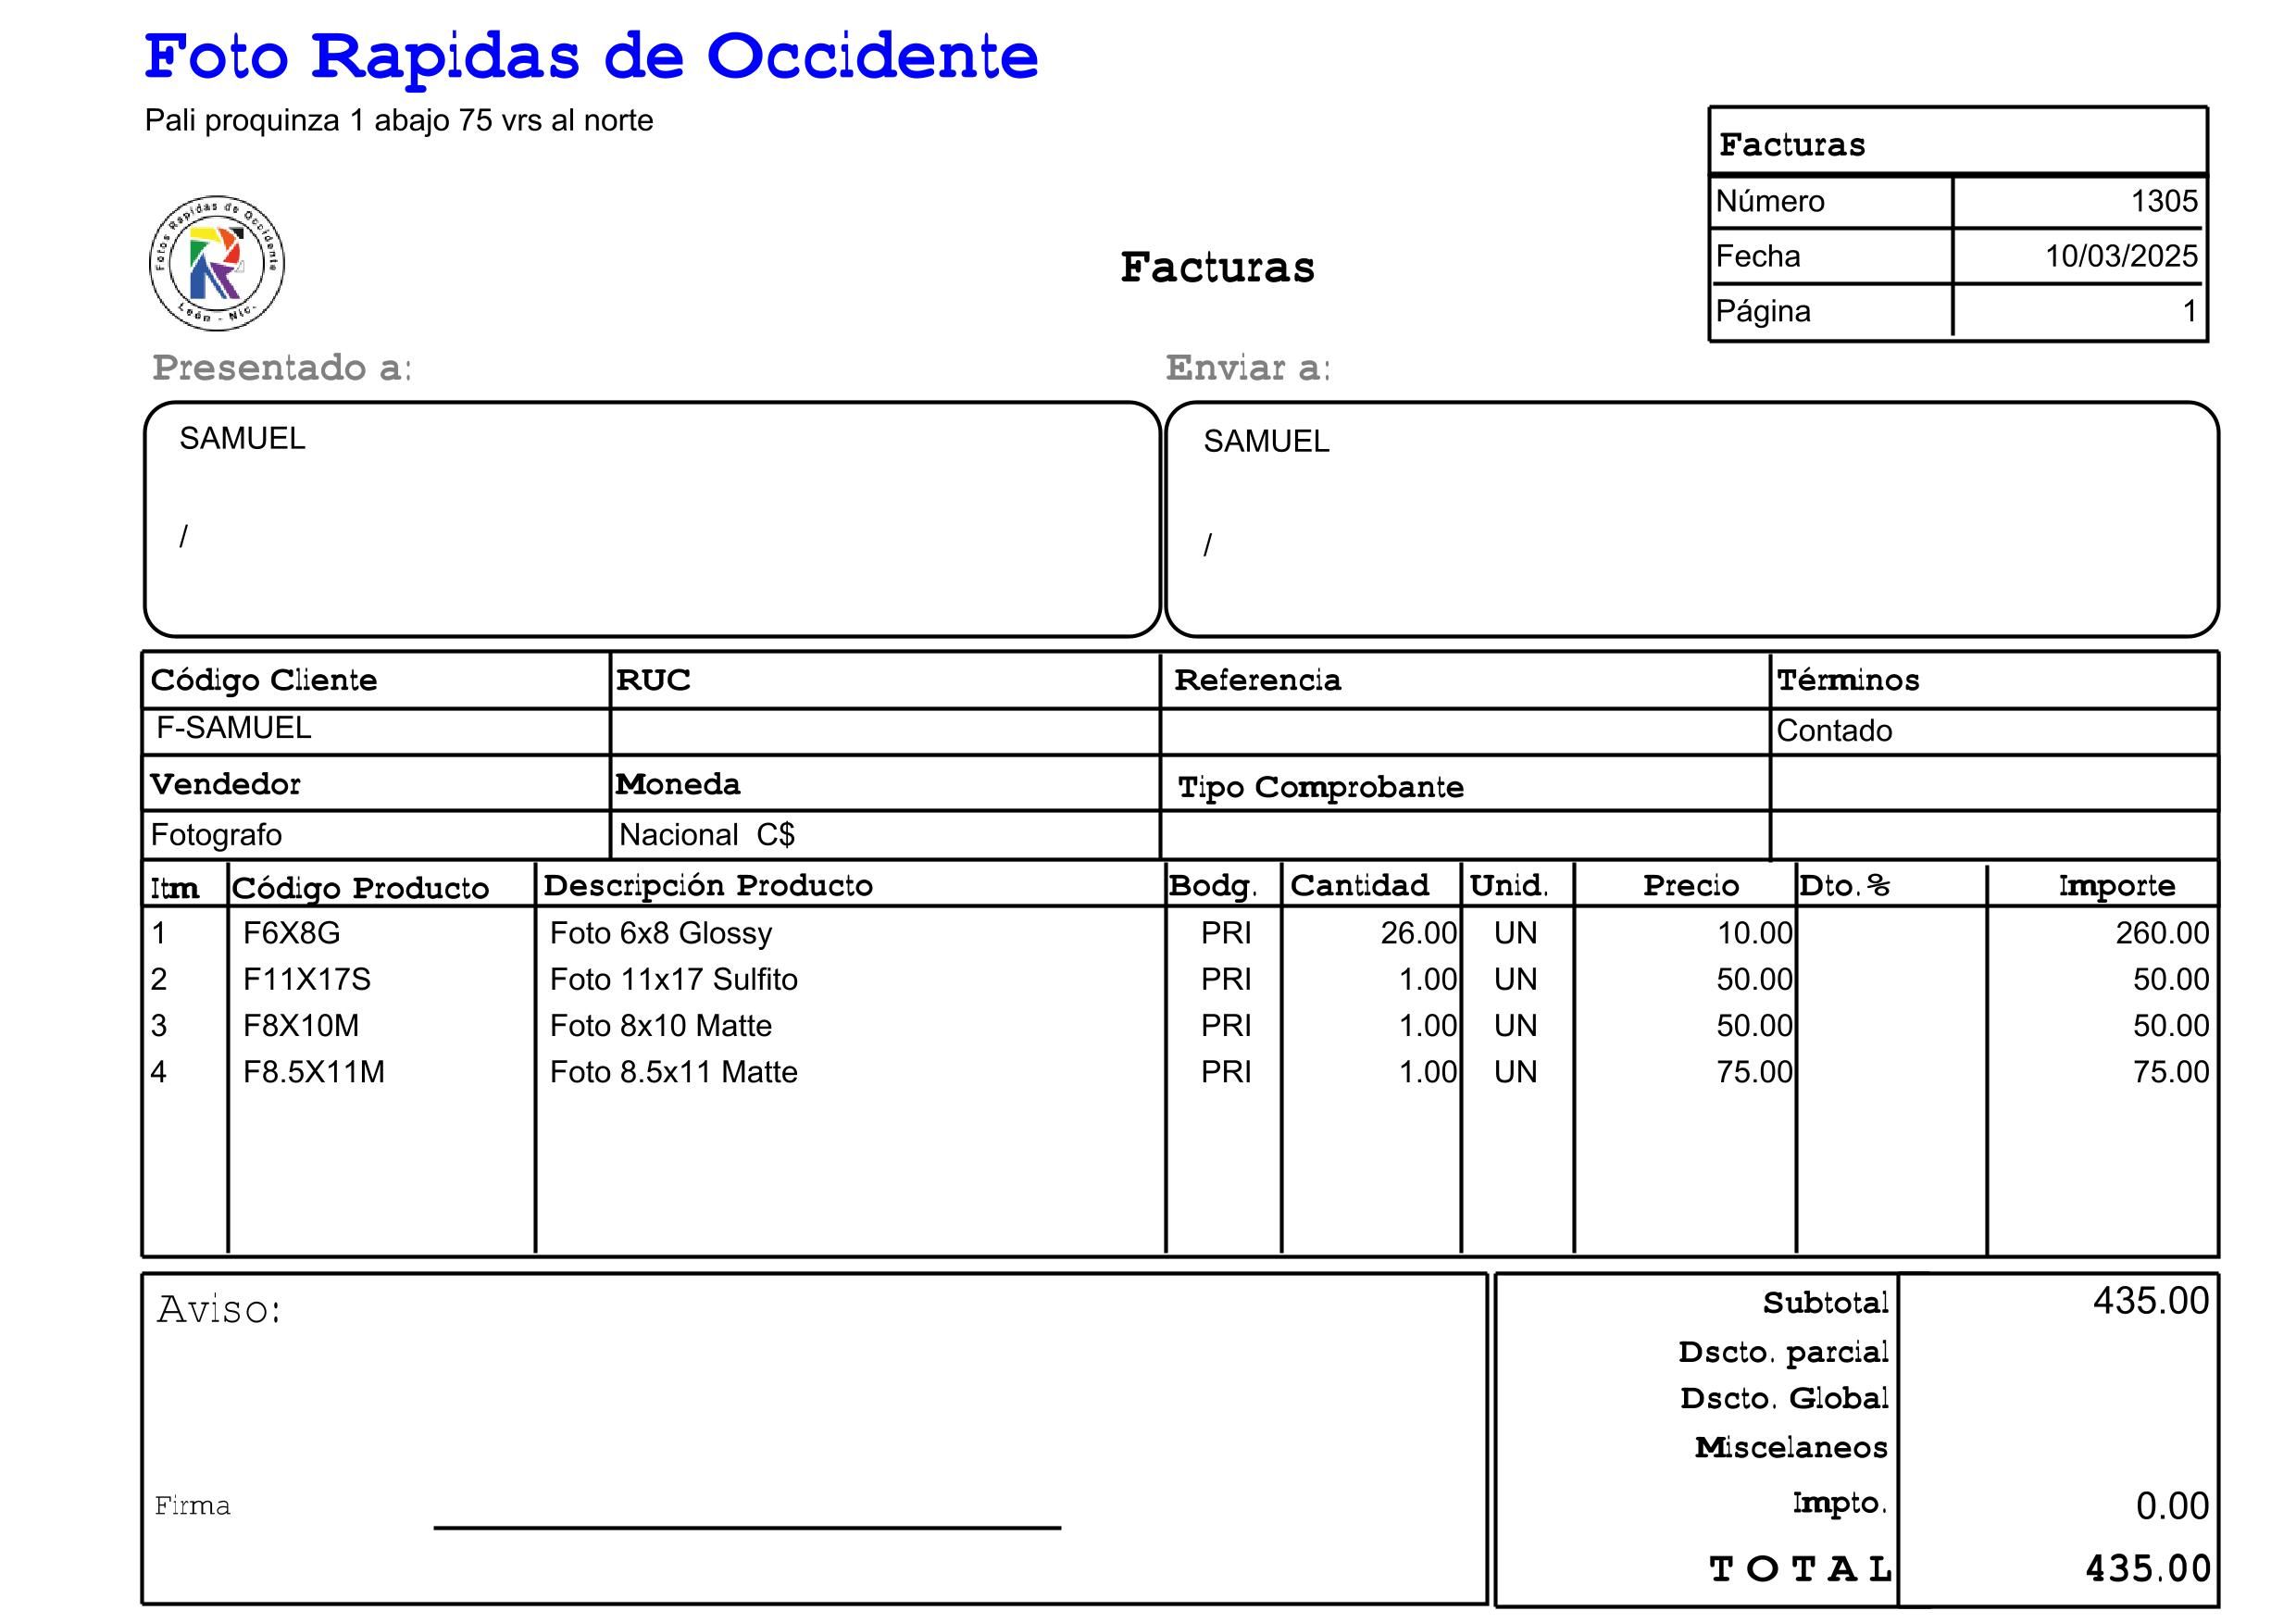 Foto Rapidas de Occidente
Pali proquinza 1 abajo 75 vrs al norte
Facturas
Número 1305
Fecha 10/03/2025
Página 1
Fotos Rapidas de Occidente
León - Nic.
Facturas
Presentado a: Enviar a:
SAMUEL SAMUEL
/ /
Código Cliente RUC Referencia Términos
F-SAMUEL Contado
Vendedor Moneda Tipo Comprobante
Fotografo Nacional C$
Itm Código Producto Descripción Producto Bodg. Cantidad Unid. Precio Dto.% Importe
1 F6X8G Foto 6x8 Glossy PRI 26.00 UN 10.00 260.00
2 F11X17S Foto 11x17 Sulfito PRI 1.00 UN 50.00 50.00
3 F8X10M Foto 8x10 Matte PRI 1.00 UN 50.00 50.00
4 F8.5X11M Foto 8.5x11 Matte PRI 1.00 UN 75.00 75.00
Aviso:
Subtotal 435.00
Dscto. parcial
Dscto. Global
Miscelaneos
Firma
Impto. 0.00
TOTAL 435.00